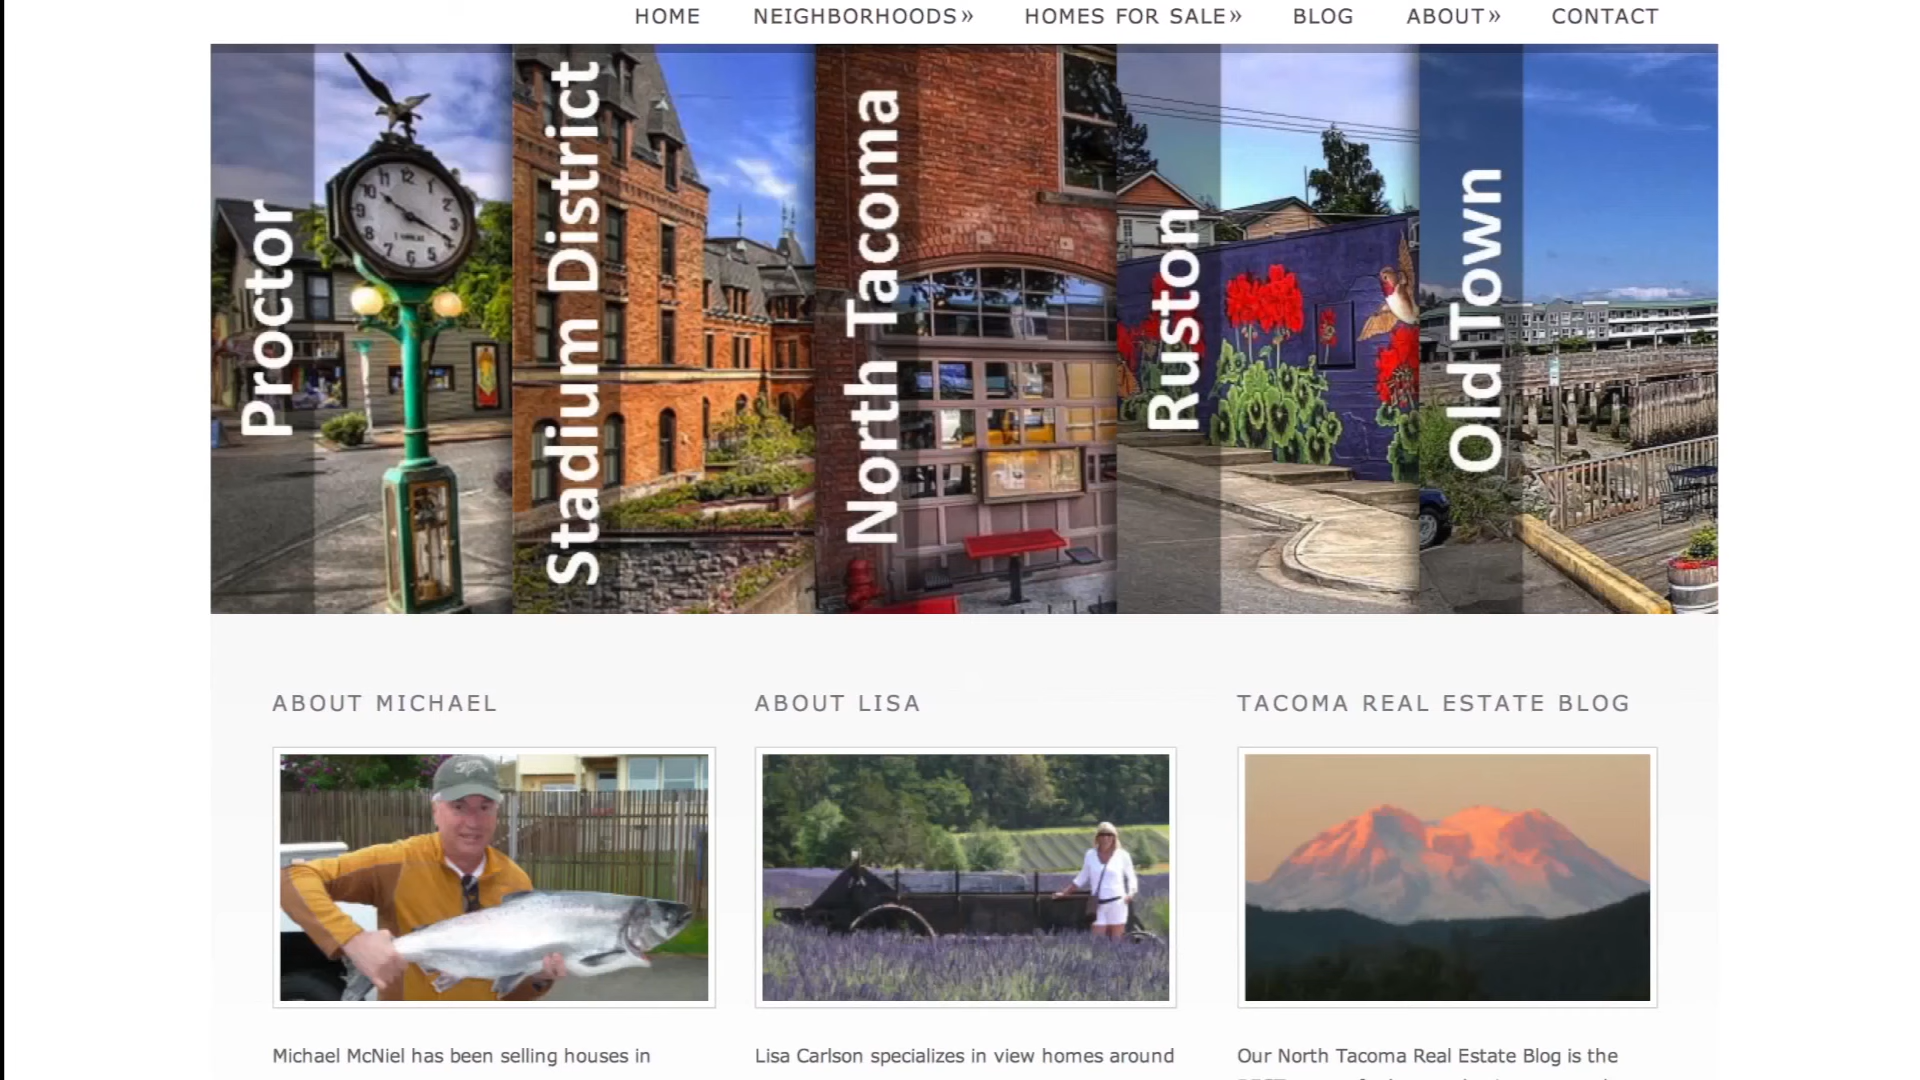 HOME NEIGHBORHOODS» HOMES FOR SALE» BLOG ABOUT» CONTACT
Proctor
Stadium District
North Tacoma
Ruston
Old Town
ABOUT MICHAEL
ABOUT LISA
TACOMA REAL ESTATE BLOG
Michael McNiel has been selling houses in
Lisa Carlson specializes in view homes around
Our North Tacoma Real Estate Blog is the